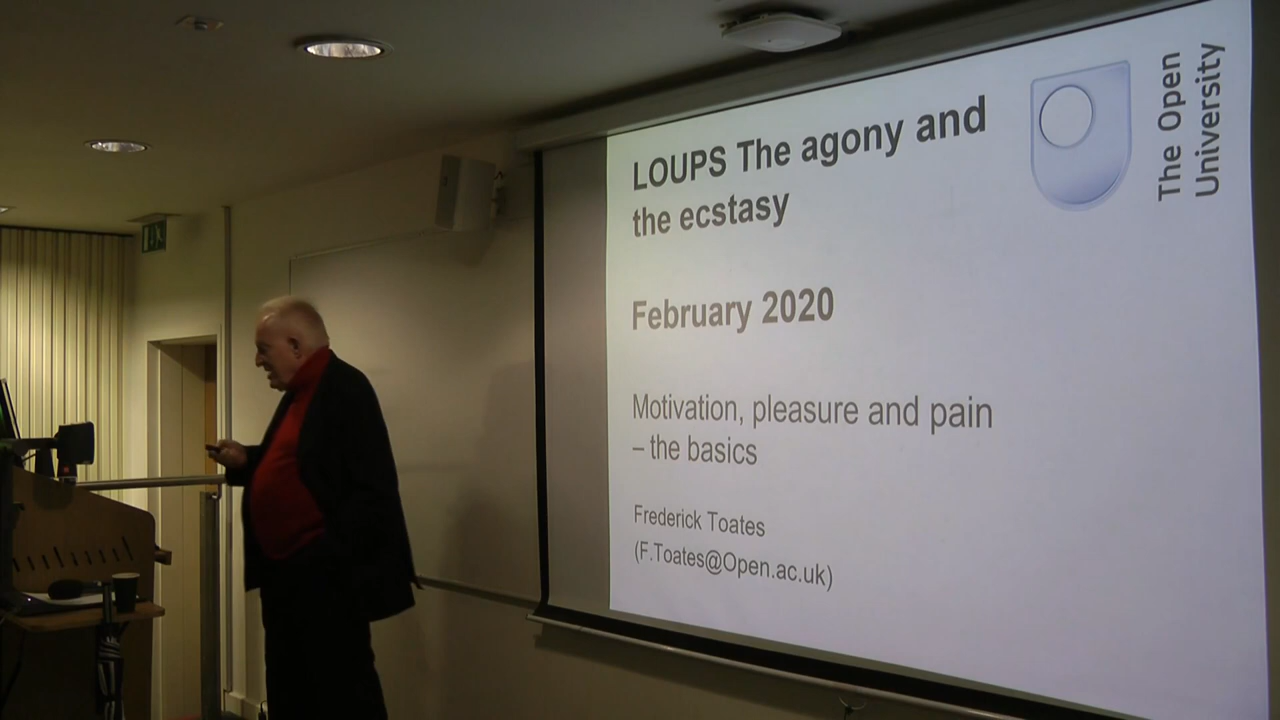 LOUPS The agony and
the ecstasy
February 2020
Motivation, pleasure and pain
– the basics
Frederick Toates
(F.Toates@Open.ac.uk)
The Open
University